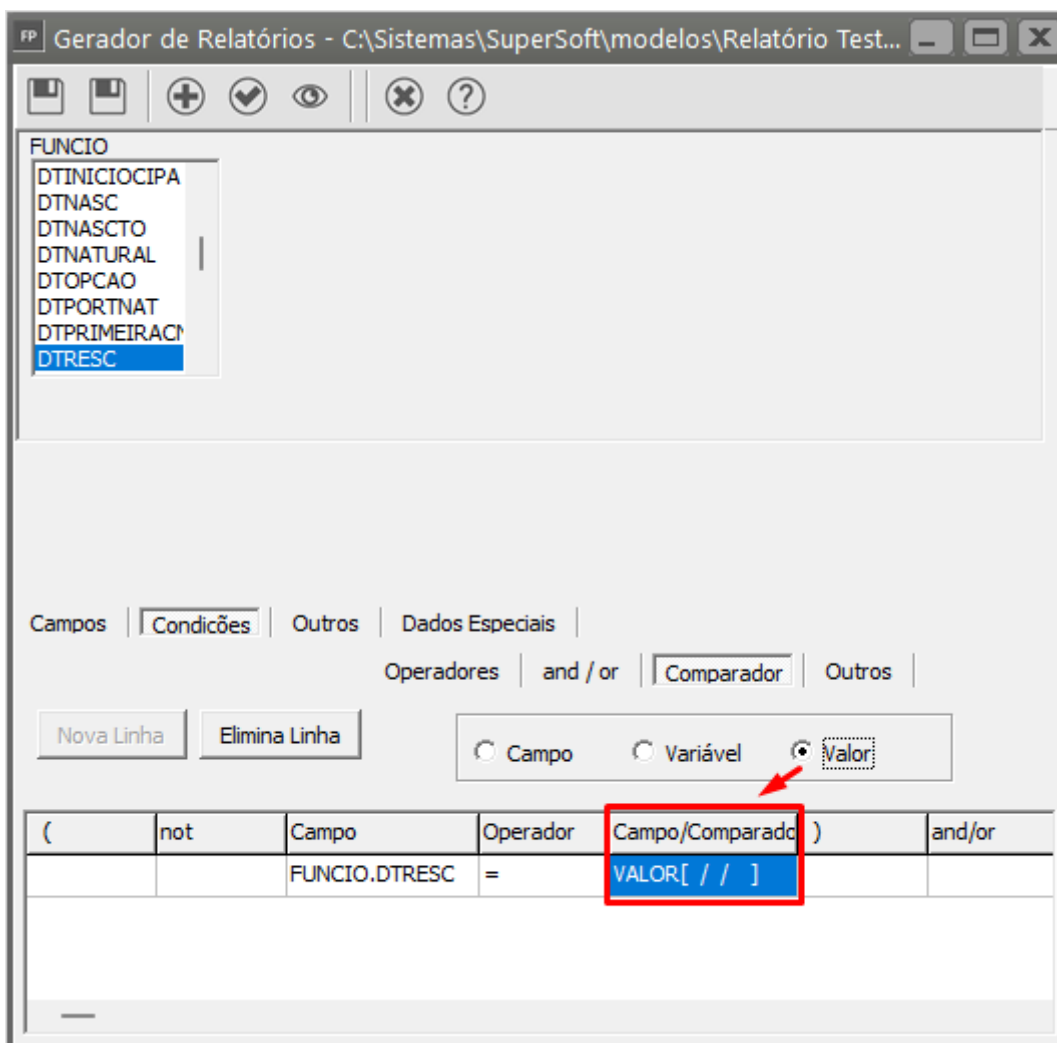 FP Gerador de Relatórios - C:\Sistemas\SuperSoft\modelos\Relatório Test...
FUNCIO
DTINICIOCIPA
DTNASC
DTNASCTO
DTNATURAL
DTOPCAO
DTPORTNAT
DTPRIMEIRACN
DTRESC
Campos Condicões Outros Dados Especiais
Operadores and / or Comparador Outros
Nova Linha Elimina Linha Campo Variável Valor
( not Campo Operador Campo/Comparado ) and/or
FUNCIO.DTRESC = VALOR[ / / ]